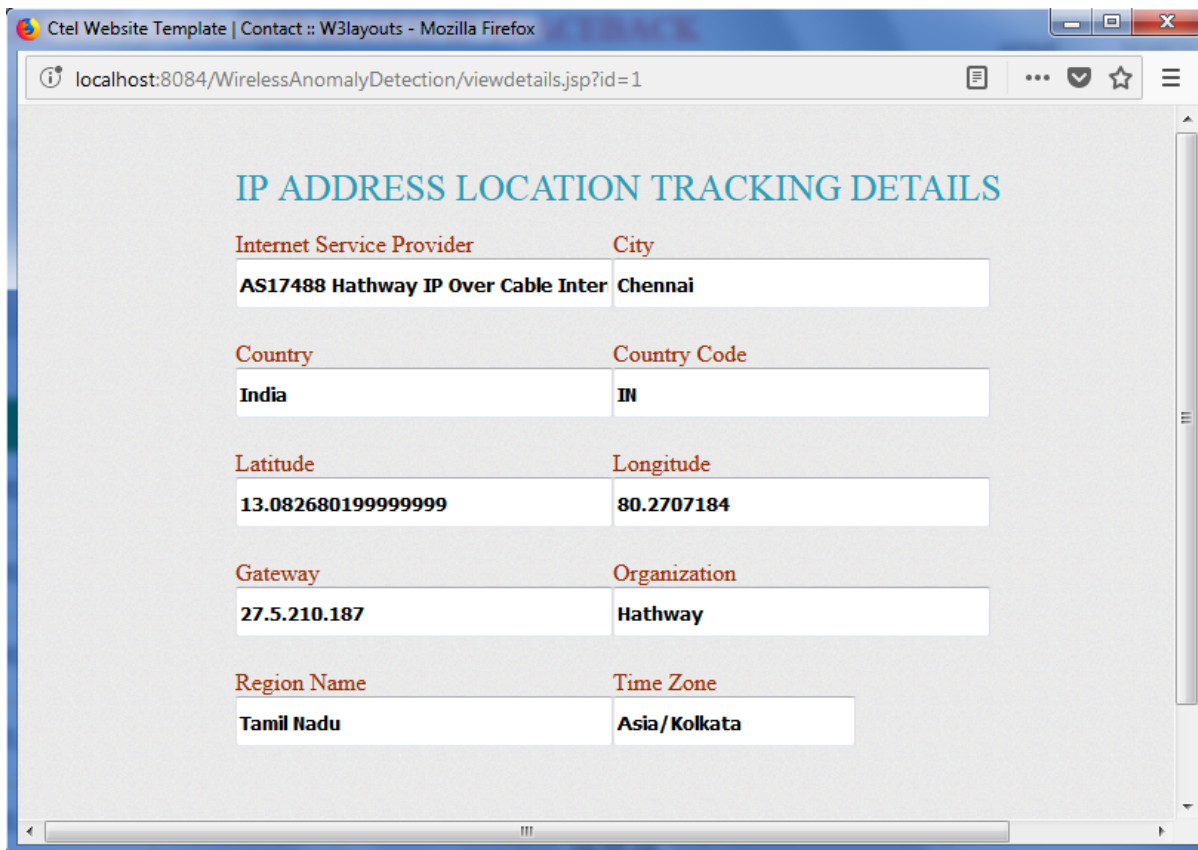 Ctel Website Template | Contact :: W3layouts - Mozilla Firefox
localhost:8084/WirelessAnomalyDetection/viewdetails.jsp?id=1
IP ADDRESS LOCATION TRACKING DETAILS
Internet Service Provider City
AS17488 Hathway IP Over Cable Inter Chennai
Country Country Code
India IN
Latitude Longitude
13.082680199999999 80.2707184
Gateway Organization
27.5.210.187 Hathway
Region Name Time Zone
Tamil Nadu Asia/Kolkata